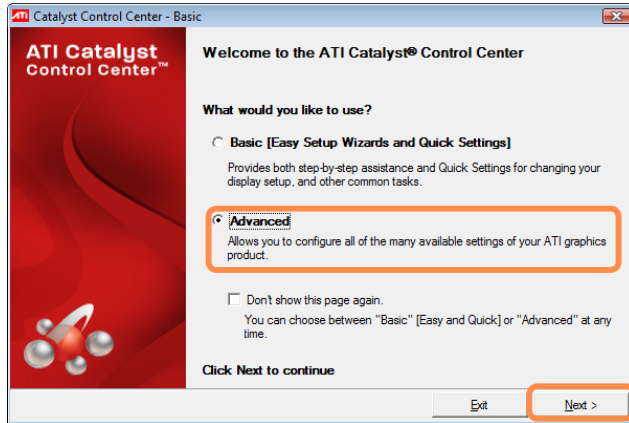 ATI Catalyst Control Center - Basic
ATI Catalyst
Control Center™
Welcome to the ATI Catalyst® Control Center
What would you like to use?
Basic [Easy Setup Wizards and Quick Settings]
Provides both step-by-step assistance and Quick Settings for changing your
display setup, and other common tasks.
Advanced
Allows you to configure all of the many available settings of your ATI graphics
product.
Don't show this page again.
You can choose between "Basic" [Easy and Quick] or "Advanced" at any
time.
Click Next to continue
Exit
Next >